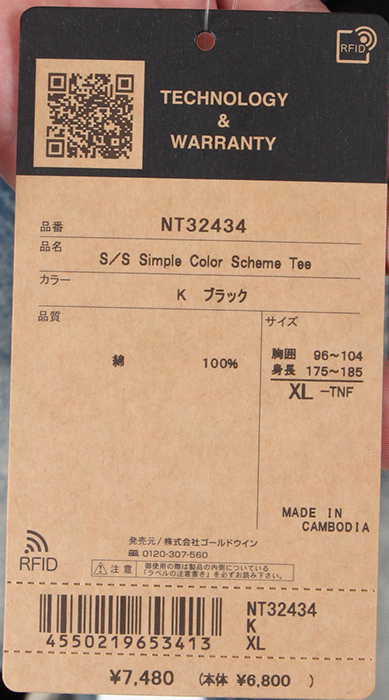 RFID
TECHNOLOGY
&
WARRANTY
品番 NT32434
品名
S/S Simple Color Scheme Tee
カラー
K ブラック
品質
綿 100%
サイズ
胸囲 96~104
身長 175~185
XL -TNF
MADE IN
CAMBODIA
発売元/株式会社ゴールドウイン
0120-307-560
RFID
注意 御使用の際は製品の内側についている
「ラベルの注意書き」を必ずお読み下さい。
4550219653413
NT32434
K
XL
¥7,480 (本体 ¥6,800)